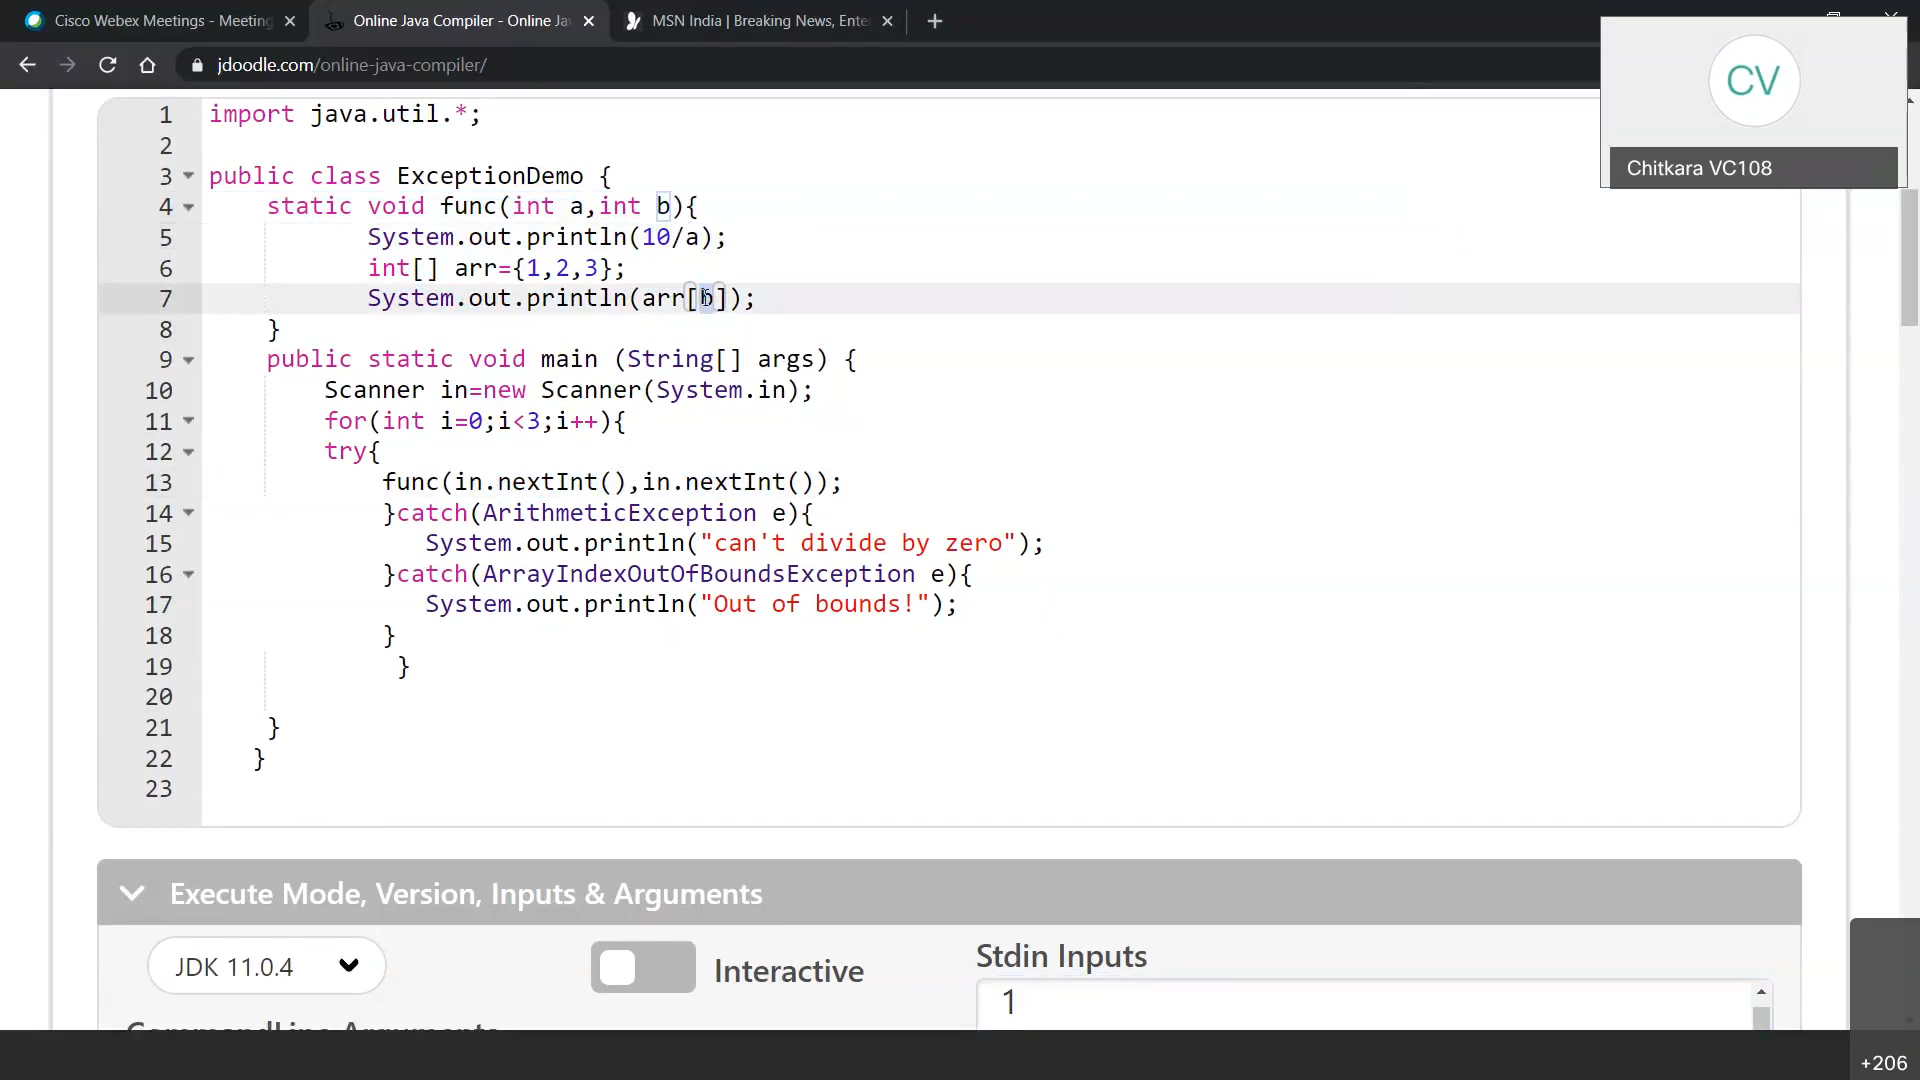 Cisco Webex Meetings - Meeting
Online Java Compiler - Online Ja
MSN India | Breaking News, Ente
jdoodle.com/online-java-compiler/
CV
Chitkara VC108
1 import java.util.*;
2
3 public class ExceptionDemo {
4 static void func(int a,int b){
5 System.out.println(10/a);
6 int[] arr={1,2,3};
7 System.out.println(arr[b]);
8 }
9 public static void main (String[] args) {
10 Scanner in=new Scanner(System.in);
11 for(int i=0;i<3;i++){
12 try{
13 func(in.nextInt(),in.nextInt());
14 }catch(ArithmeticException e){
15 System.out.println("can't divide by zero");
16 }catch(ArrayIndexOutOfBoundsException e){
17 System.out.println("Out of bounds!");
18 }
19 }
20
21 }
22 }
23
Execute Mode, Version, Inputs & Arguments
JDK 11.0.4
Interactive
Stdin Inputs
1
CommandLine Arguments
+206